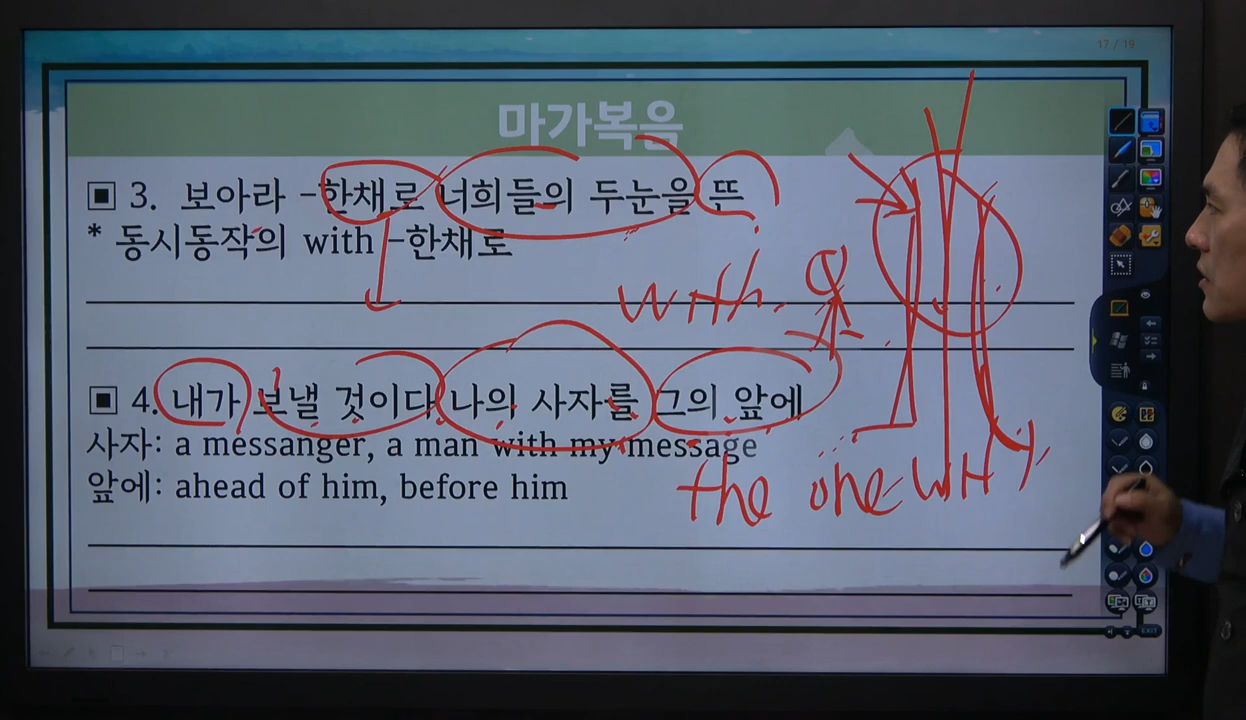 17 / 19
마가복음
▣ 3. 보아라 -한채로 너희들의 두눈을 뜬
* 동시동작의 with -한채로
with.
▣ 4. 내가 보낼 것이다 나의 사자를 그의 앞에
사자: a messanger, a man with my message
앞에: ahead of him, before him
the one with
EXIT